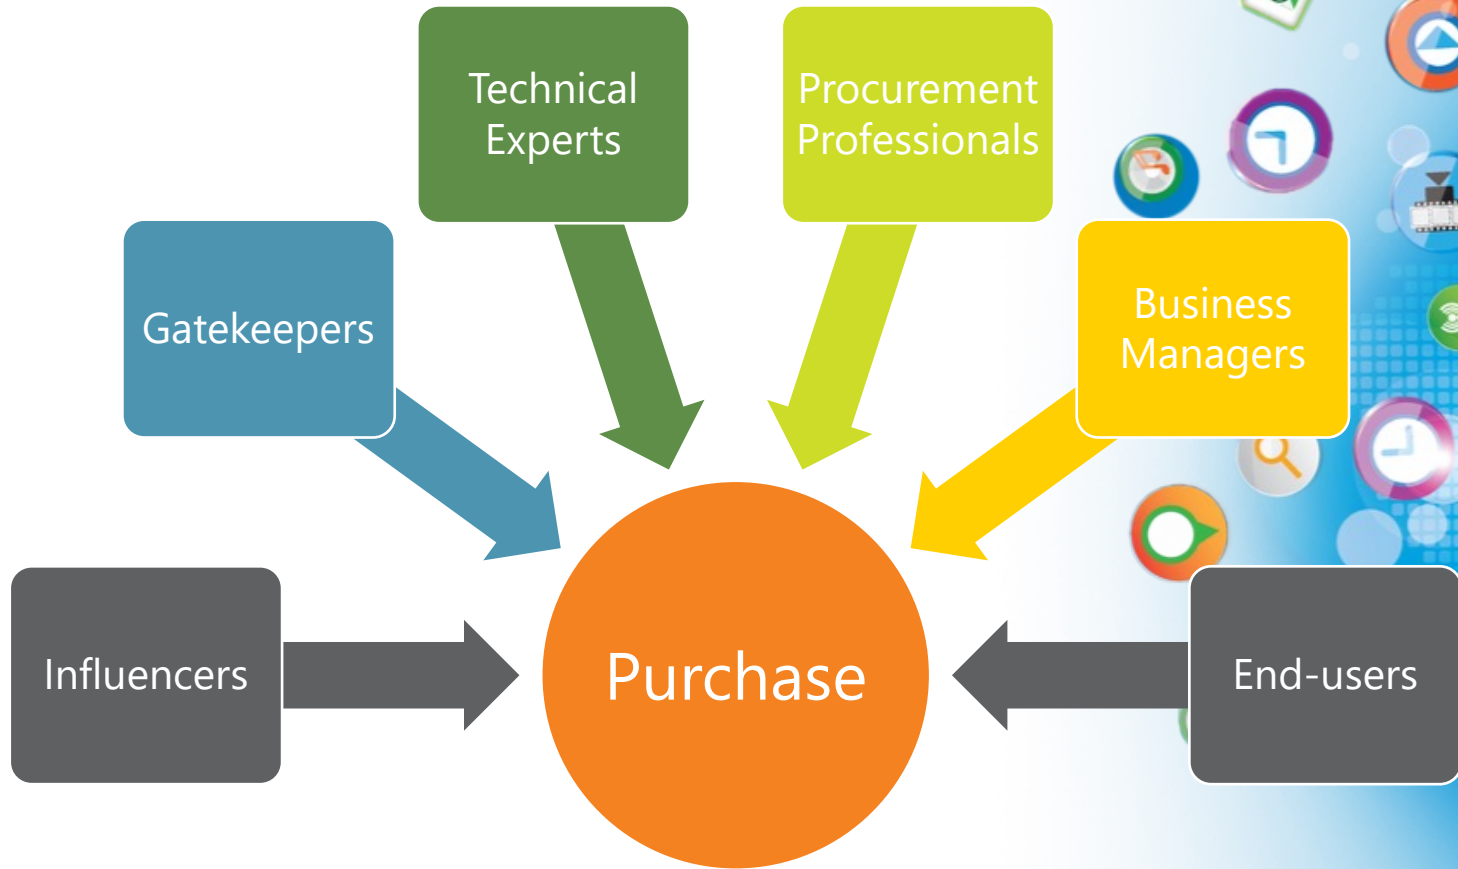 Technical
Experts
Procurement
Professionals
Gatekeepers
Business
Managers
Influencers
Purchase
End-users